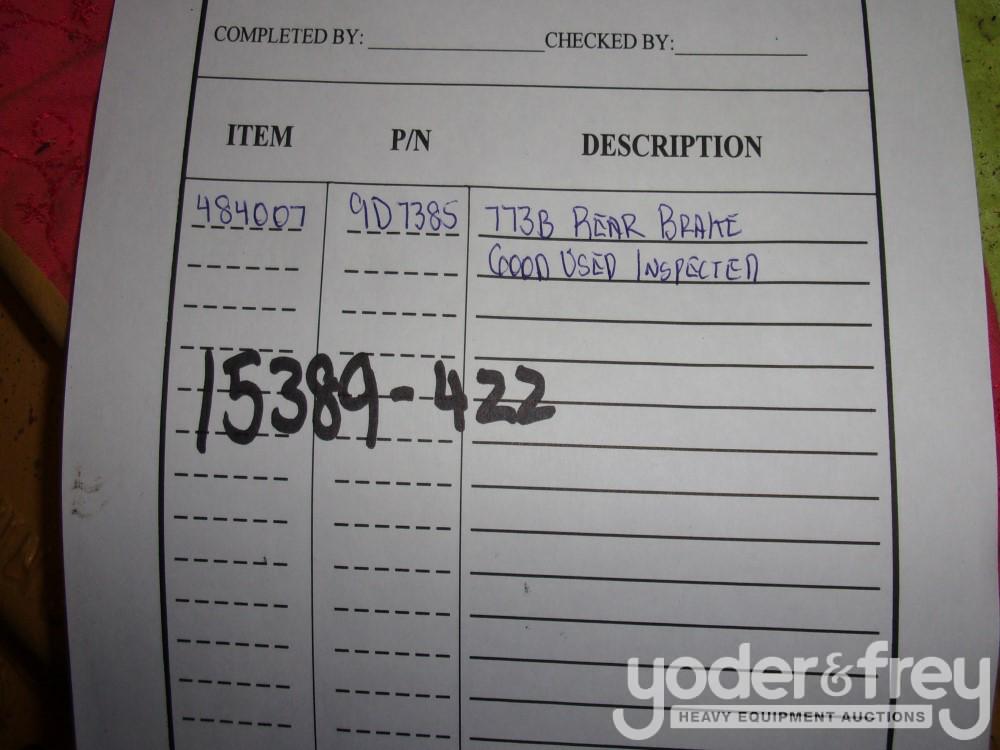 COMPLETED BY: CHECKED BY:
ITEM P/N DESCRIPTION
484007 9D7385 773B REAR BRAKE
GOOD USED INSPECTED
15389-422
yoder&frey
HEAVY EQUIPMENT AUCTIONS